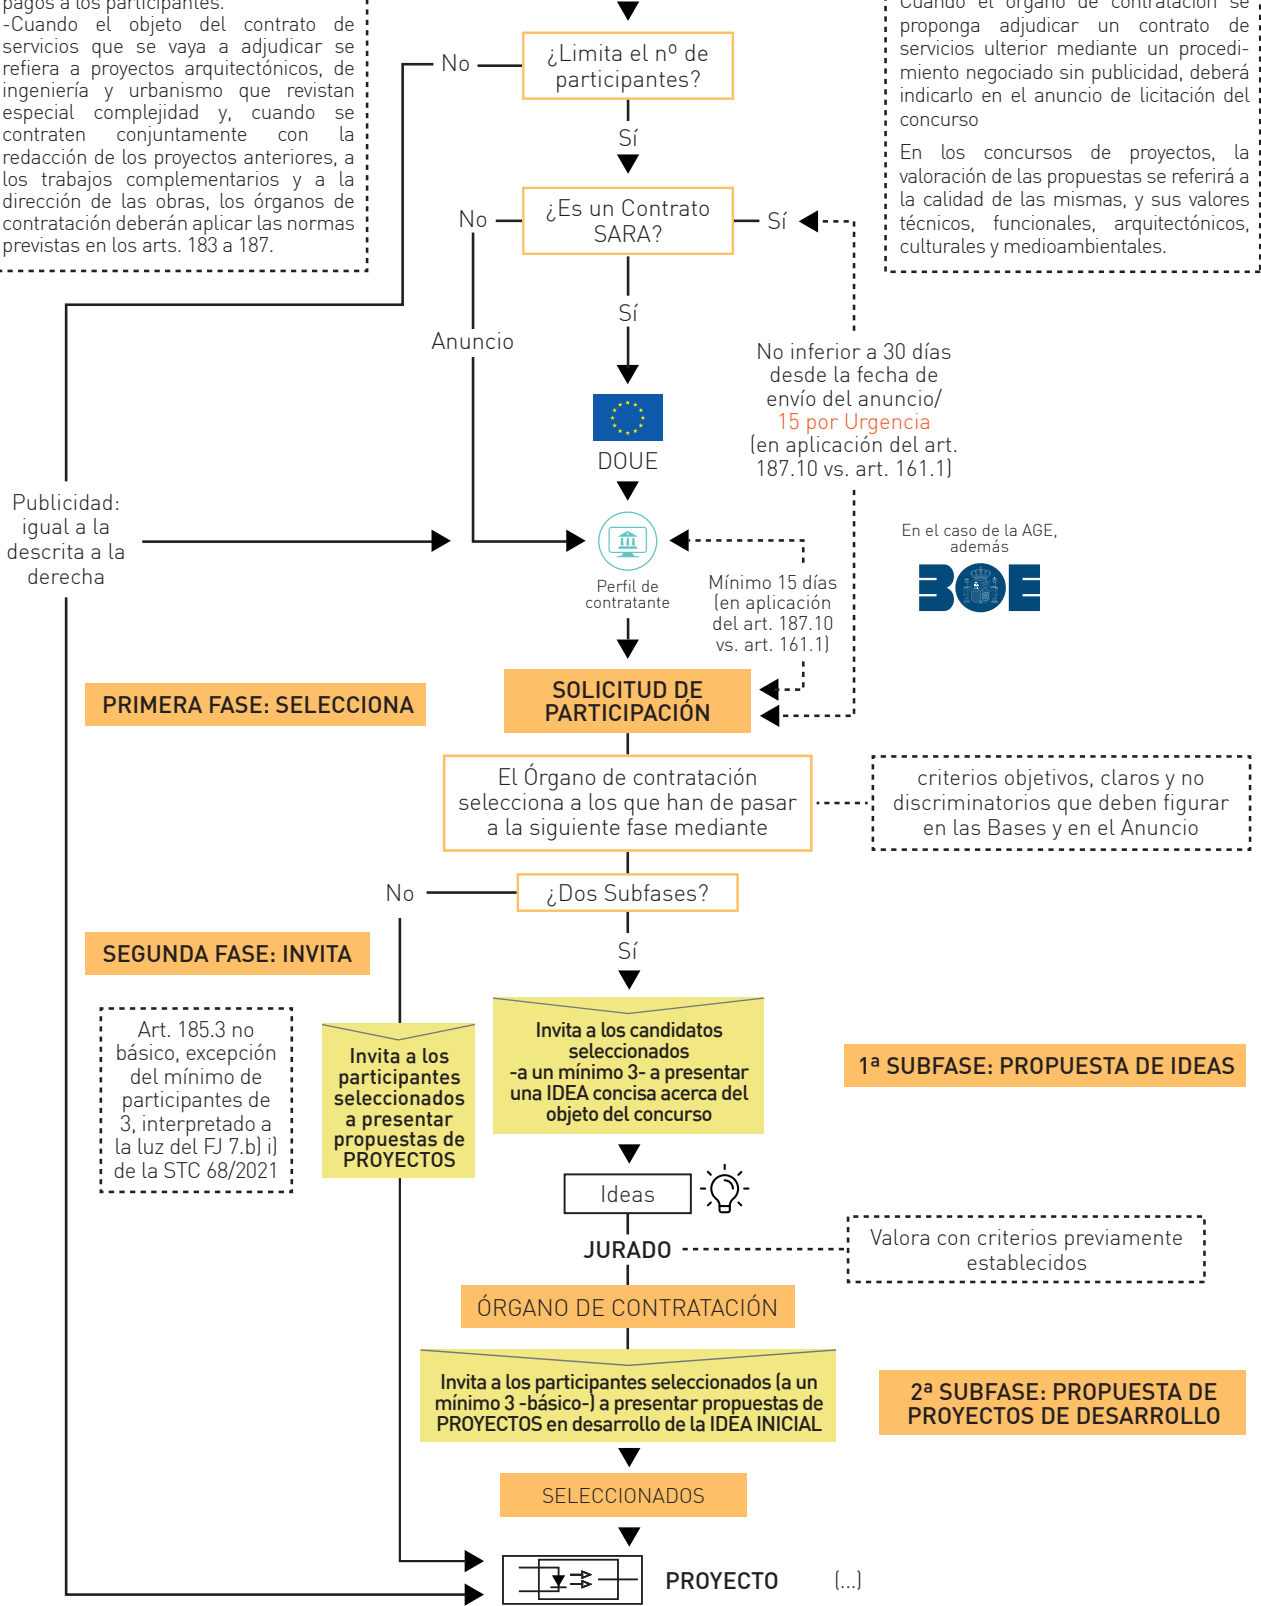 pagos a los participantes.
-Cuando el objeto del contrato de
servicios que se vaya a adjudicar se
refiera a proyectos arquitectónicos, de
ingeniería y urbanismo que revistan
especial complejidad y, cuando se
contraten conjuntamente con la
redacción de los proyectos anteriores, a
los trabajos complementarios y a la
dirección de las obras, los órganos de
contratación deberán aplicar las normas
previstas en los arts. 183 a 187.
Cuando el órgano de contratación se
proponga adjudicar un contrato de
servicios ulterior mediante un procedi-
miento negociado sin publicidad, deberá
indicarlo en el anuncio de licitación del
concurso
En los concursos de proyectos, la
valoración de las propuestas se referirá a
la calidad de las mismas, y sus valores
técnicos, funcionales, arquitectónicos,
culturales y medioambientales.
No
¿Limita el nº de
participantes?
Sí
No
¿Es un Contrato
SARA?
Sí
Sí
Anuncio
No inferior a 30 días
desde la fecha de
envío del anuncio/
15 por Urgencia
(en aplicación del art.
187.10 vs. art. 161.1)
DOUE
Publicidad:
igual a la
descrita a la
derecha
Perfil de
contratante
Mínimo 15 días
(en aplicación
del art. 187.10
vs. art. 161.1)
En el caso de la AGE,
además
BOE
PRIMERA FASE: SELECCIONA
SOLICITUD DE
PARTICIPACIÓN
El Órgano de contratación
selecciona a los que han de pasar
a la siguiente fase mediante
criterios objetivos, claros y no
discriminatorios que deben figurar
en las Bases y en el Anuncio
No
¿Dos Subfases?
Sí
SEGUNDA FASE: INVITA
Art. 185.3 no
básico, excepción
del mínimo de
participantes de
3, interpretado a
la luz del FJ 7.b) i)
de la STC 68/2021
Invita a los
participantes
seleccionados
a presentar
propuestas de
PROYECTOS
Invita a los candidatos
seleccionados
-a un mínimo 3- a presentar
una IDEA concisa acerca del
objeto del concurso
1ª SUBFASE: PROPUESTA DE IDEAS
Ideas
JURADO
Valora con criterios previamente
establecidos
ÓRGANO DE CONTRATACIÓN
Invita a los participantes seleccionados (a un
mínimo 3 -básico-) a presentar propuestas de
PROYECTOS en desarrollo de la IDEA INICIAL
2ª SUBFASE: PROPUESTA DE
PROYECTOS DE DESARROLLO
SELECCIONADOS
PROYECTO
(...)